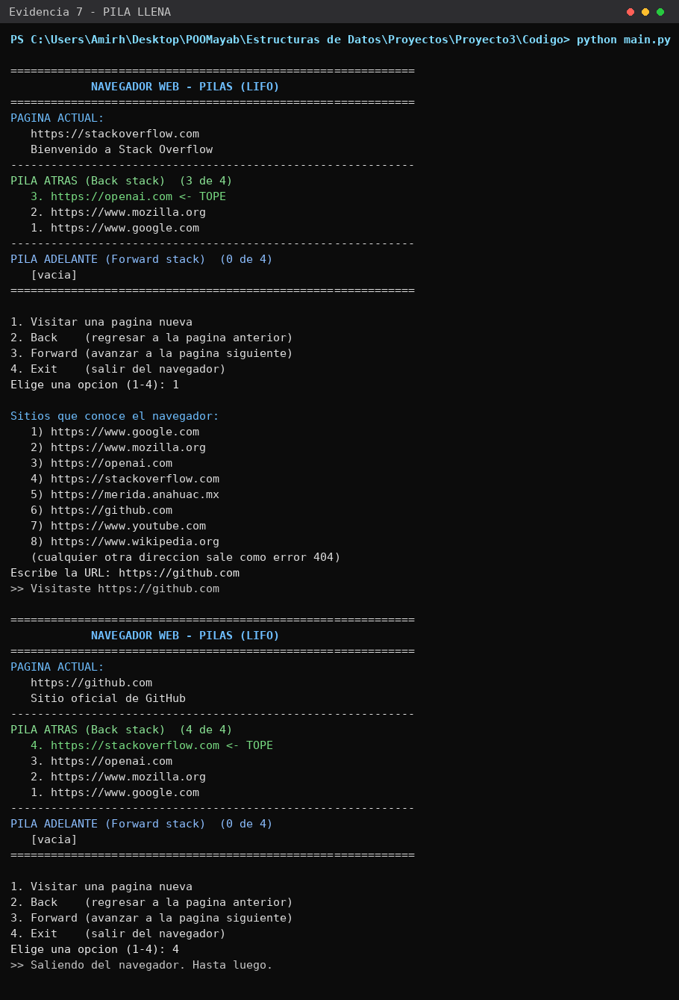 Evidencia 7 - PILA LLENA
PS C:\Users\Amirh\Desktop\POOMayab\Estructuras de Datos\Proyectos\Proyecto3\Codigo> python main.py
============================================================
NAVEGADOR WEB - PILAS (LIFO)
============================================================
PAGINA ACTUAL:
https://stackoverflow.com
Bienvenido a Stack Overflow
------------------------------------------------------------
PILA ATRAS (Back stack)  (3 de 4)
3. https://openai.com <- TOPE
2. https://www.mozilla.org
1. https://www.google.com
------------------------------------------------------------
PILA ADELANTE (Forward stack)  (0 de 4)
[vacia]
============================================================
1. Visitar una pagina nueva
2. Back    (regresar a la pagina anterior)
3. Forward (avanzar a la pagina siguiente)
4. Exit    (salir del navegador)
Elige una opcion (1-4): 1
Sitios que conoce el navegador:
1) https://www.google.com
2) https://www.mozilla.org
3) https://openai.com
4) https://stackoverflow.com
5) https://merida.anahuac.mx
6) https://github.com
7) https://www.youtube.com
8) https://www.wikipedia.org
(cualquier otra direccion sale como error 404)
Escribe la URL: https://github.com
>> Visitaste https://github.com
============================================================
NAVEGADOR WEB - PILAS (LIFO)
============================================================
PAGINA ACTUAL:
https://github.com
Sitio oficial de GitHub
------------------------------------------------------------
PILA ATRAS (Back stack)  (4 de 4)
4. https://stackoverflow.com <- TOPE
3. https://openai.com
2. https://www.mozilla.org
1. https://www.google.com
------------------------------------------------------------
PILA ADELANTE (Forward stack)  (0 de 4)
[vacia]
============================================================
1. Visitar una pagina nueva
2. Back    (regresar a la pagina anterior)
3. Forward (avanzar a la pagina siguiente)
4. Exit    (salir del navegador)
Elige una opcion (1-4): 4
>> Saliendo del navegador. Hasta luego.